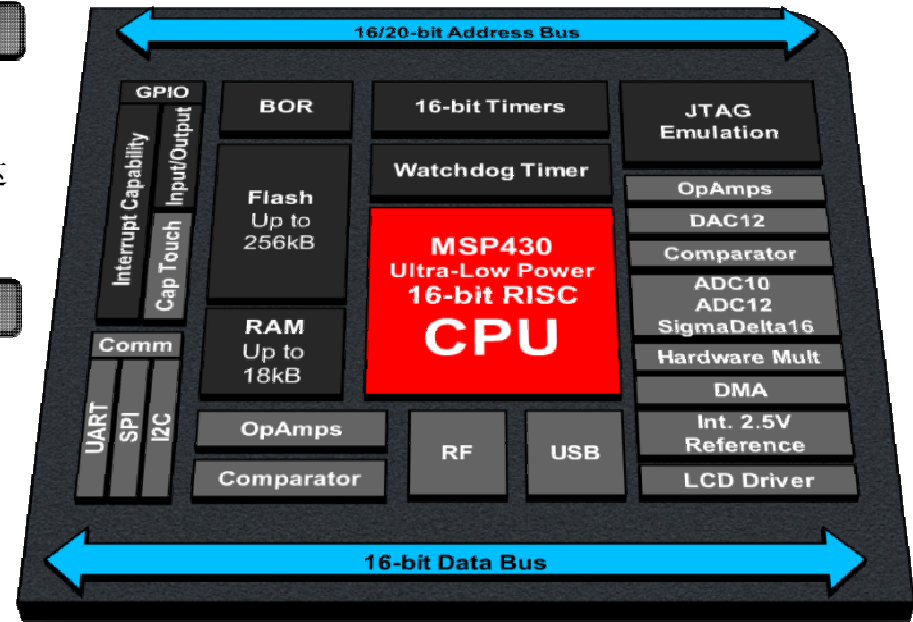 16/20-bit Address Bus
GPIO
Interrupt Capability
Input/Output
Cap Touch
BOR
Flash
Up to
256kB
RAM
Up to
18kB
16-bit Timers
Watchdog Timer
MSP430
Ultra-Low Power
16-bit RISC
CPU
JTAG
Emulation
OpAmps
DAC12
Comparator
ADC10
ADC12
SigmaDelta16
Hardware Mult
DMA
Int. 2.5V
Reference
LCD Driver
Comm
UART
SPI
I2C
OpAmps
Comparator
RF
USB
16-bit Data Bus